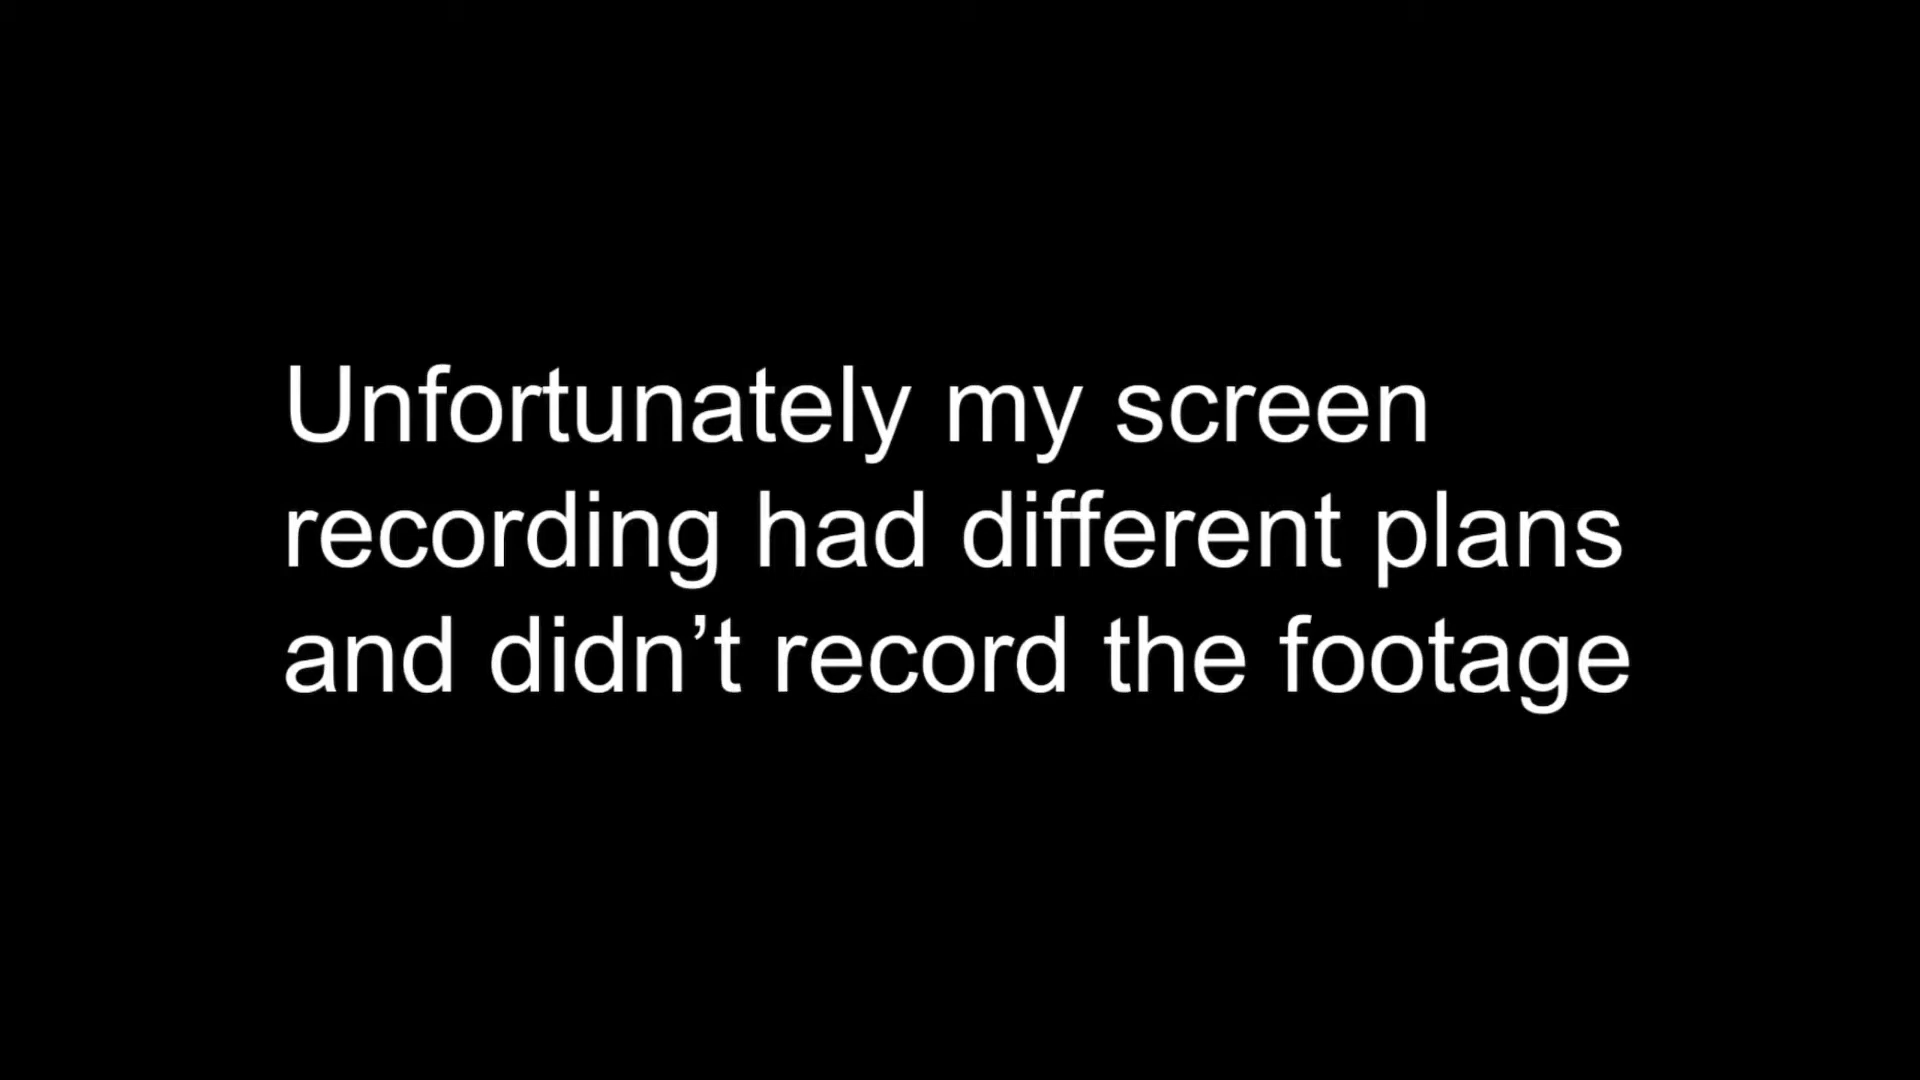 Unfortunately my screen
recording had different plans
and didn’t record the footage